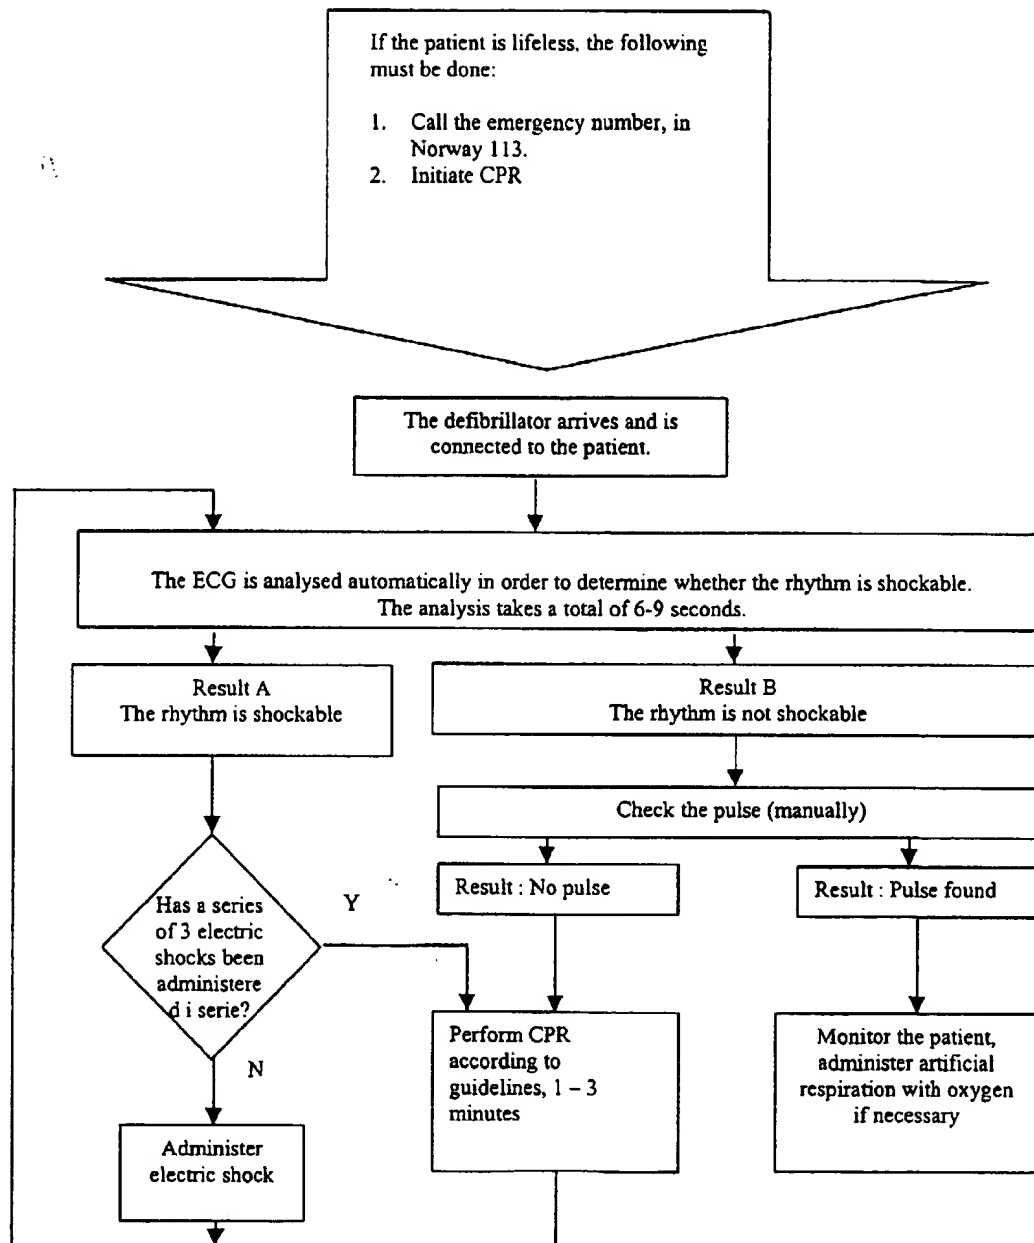 If the patient is lifeless, the following
must be done:
1. Call the emergency number, in
Norway 113.
2. Initiate CPR
The defibrillator arrives and is
connected to the patient.
The ECG is analysed automatically in order to determine whether the rhythm is shockable.
The analysis takes a total of 6-9 seconds.
Result A
The rhythm is shockable
Result B
The rhythm is not shockable
Check the pulse (manually)
Result : No pulse
Result : Pulse found
Has a series
of 3 electric
shocks been
administere
d i serie?
Y
N
Perform CPR
according to
guidelines, 1 – 3
minutes
Monitor the patient,
administer artificial
respiration with oxygen
if necessary
Administer
electric shock